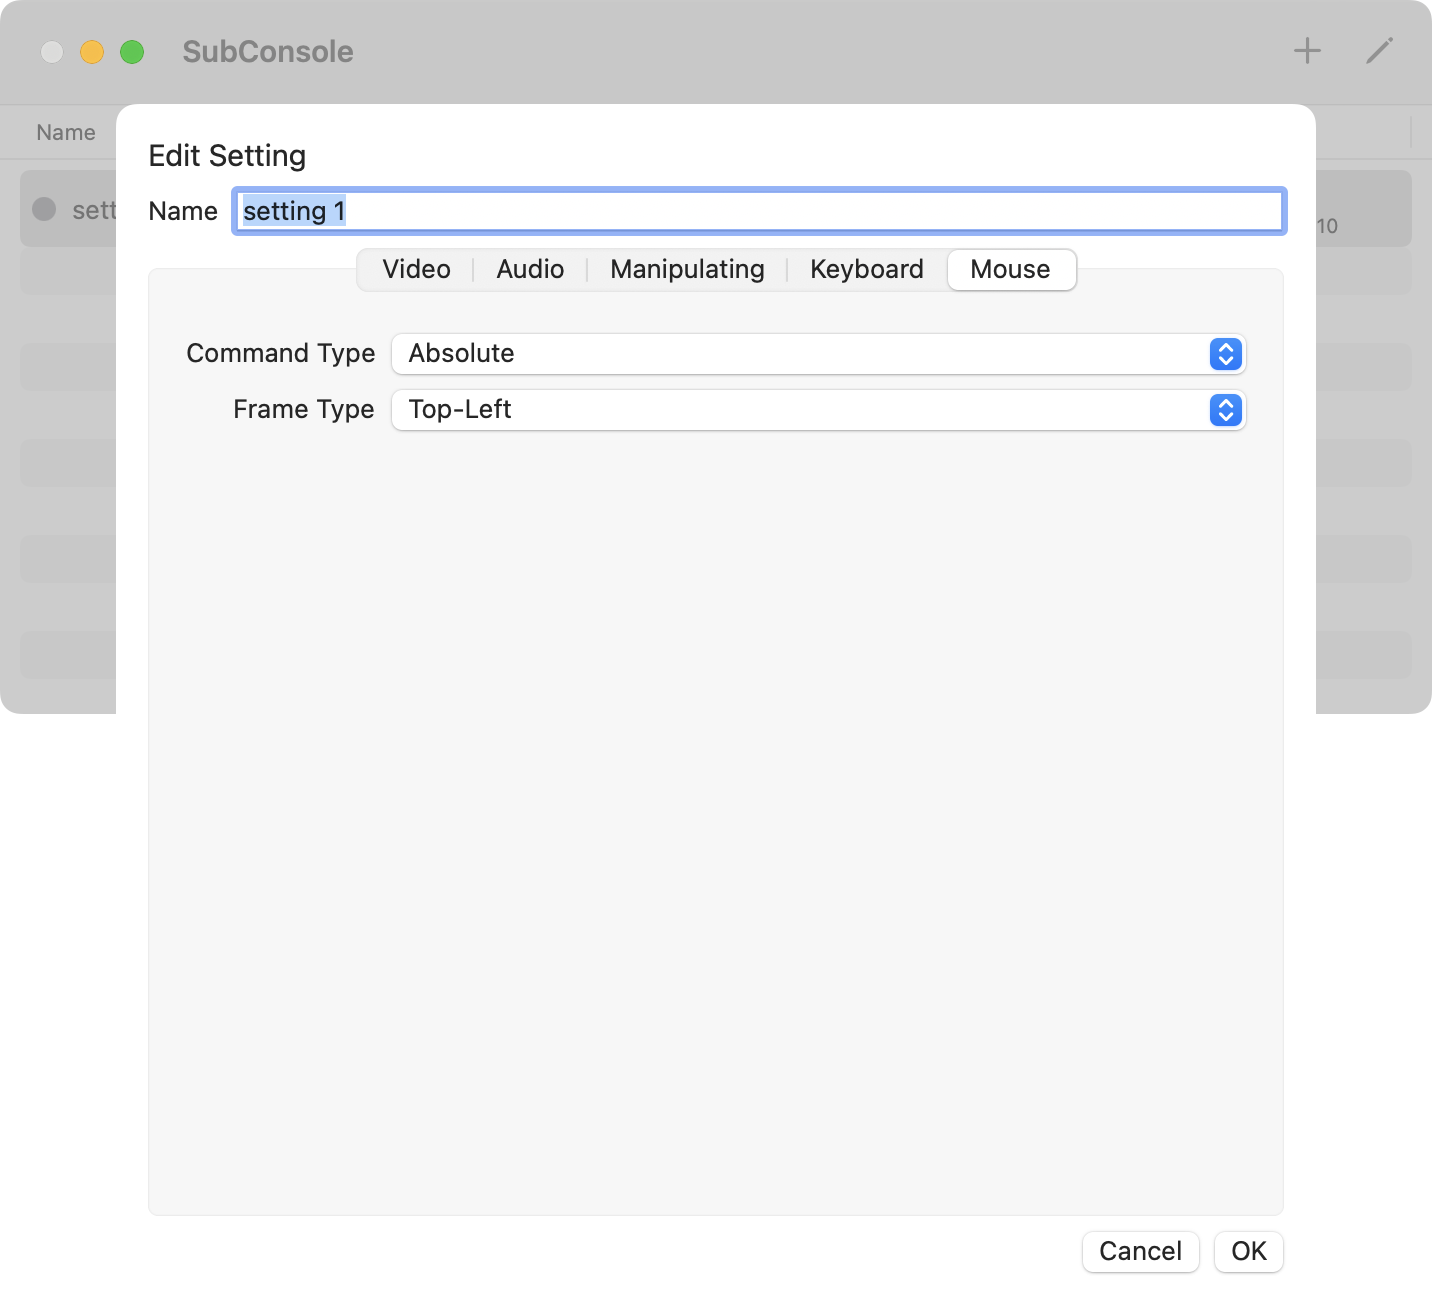 SubConsole
Name
sett
10
Edit Setting
Name setting 1
Video Audio Manipulating Keyboard Mouse
Command Type Absolute
Frame Type Top-Left
Cancel OK